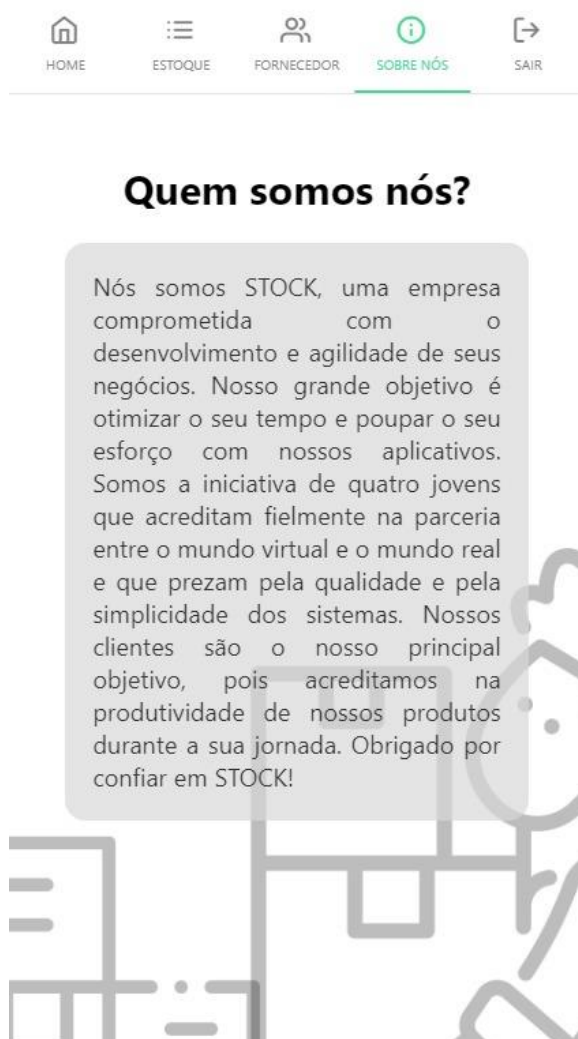 HOME
ESTOQUE
FORNECEDOR
SOBRE NÓS
SAIR
Quem somos nós?
Nós somos STOCK, uma empresa
comprometida com o
desenvolvimento e agilidade de seus
negócios. Nosso grande objetivo é
otimizar o seu tempo e poupar o seu
esforço com nossos aplicativos.
Somos a iniciativa de quatro jovens
que acreditam fielmente na parceria
entre o mundo virtual e o mundo real
e que prezam pela qualidade e pela
simplicidade dos sistemas. Nossos
clientes são o nosso principal
objetivo, pois acreditamos na
produtividade de nossos produtos
durante a sua jornada. Obrigado por
confiar em STOCK!